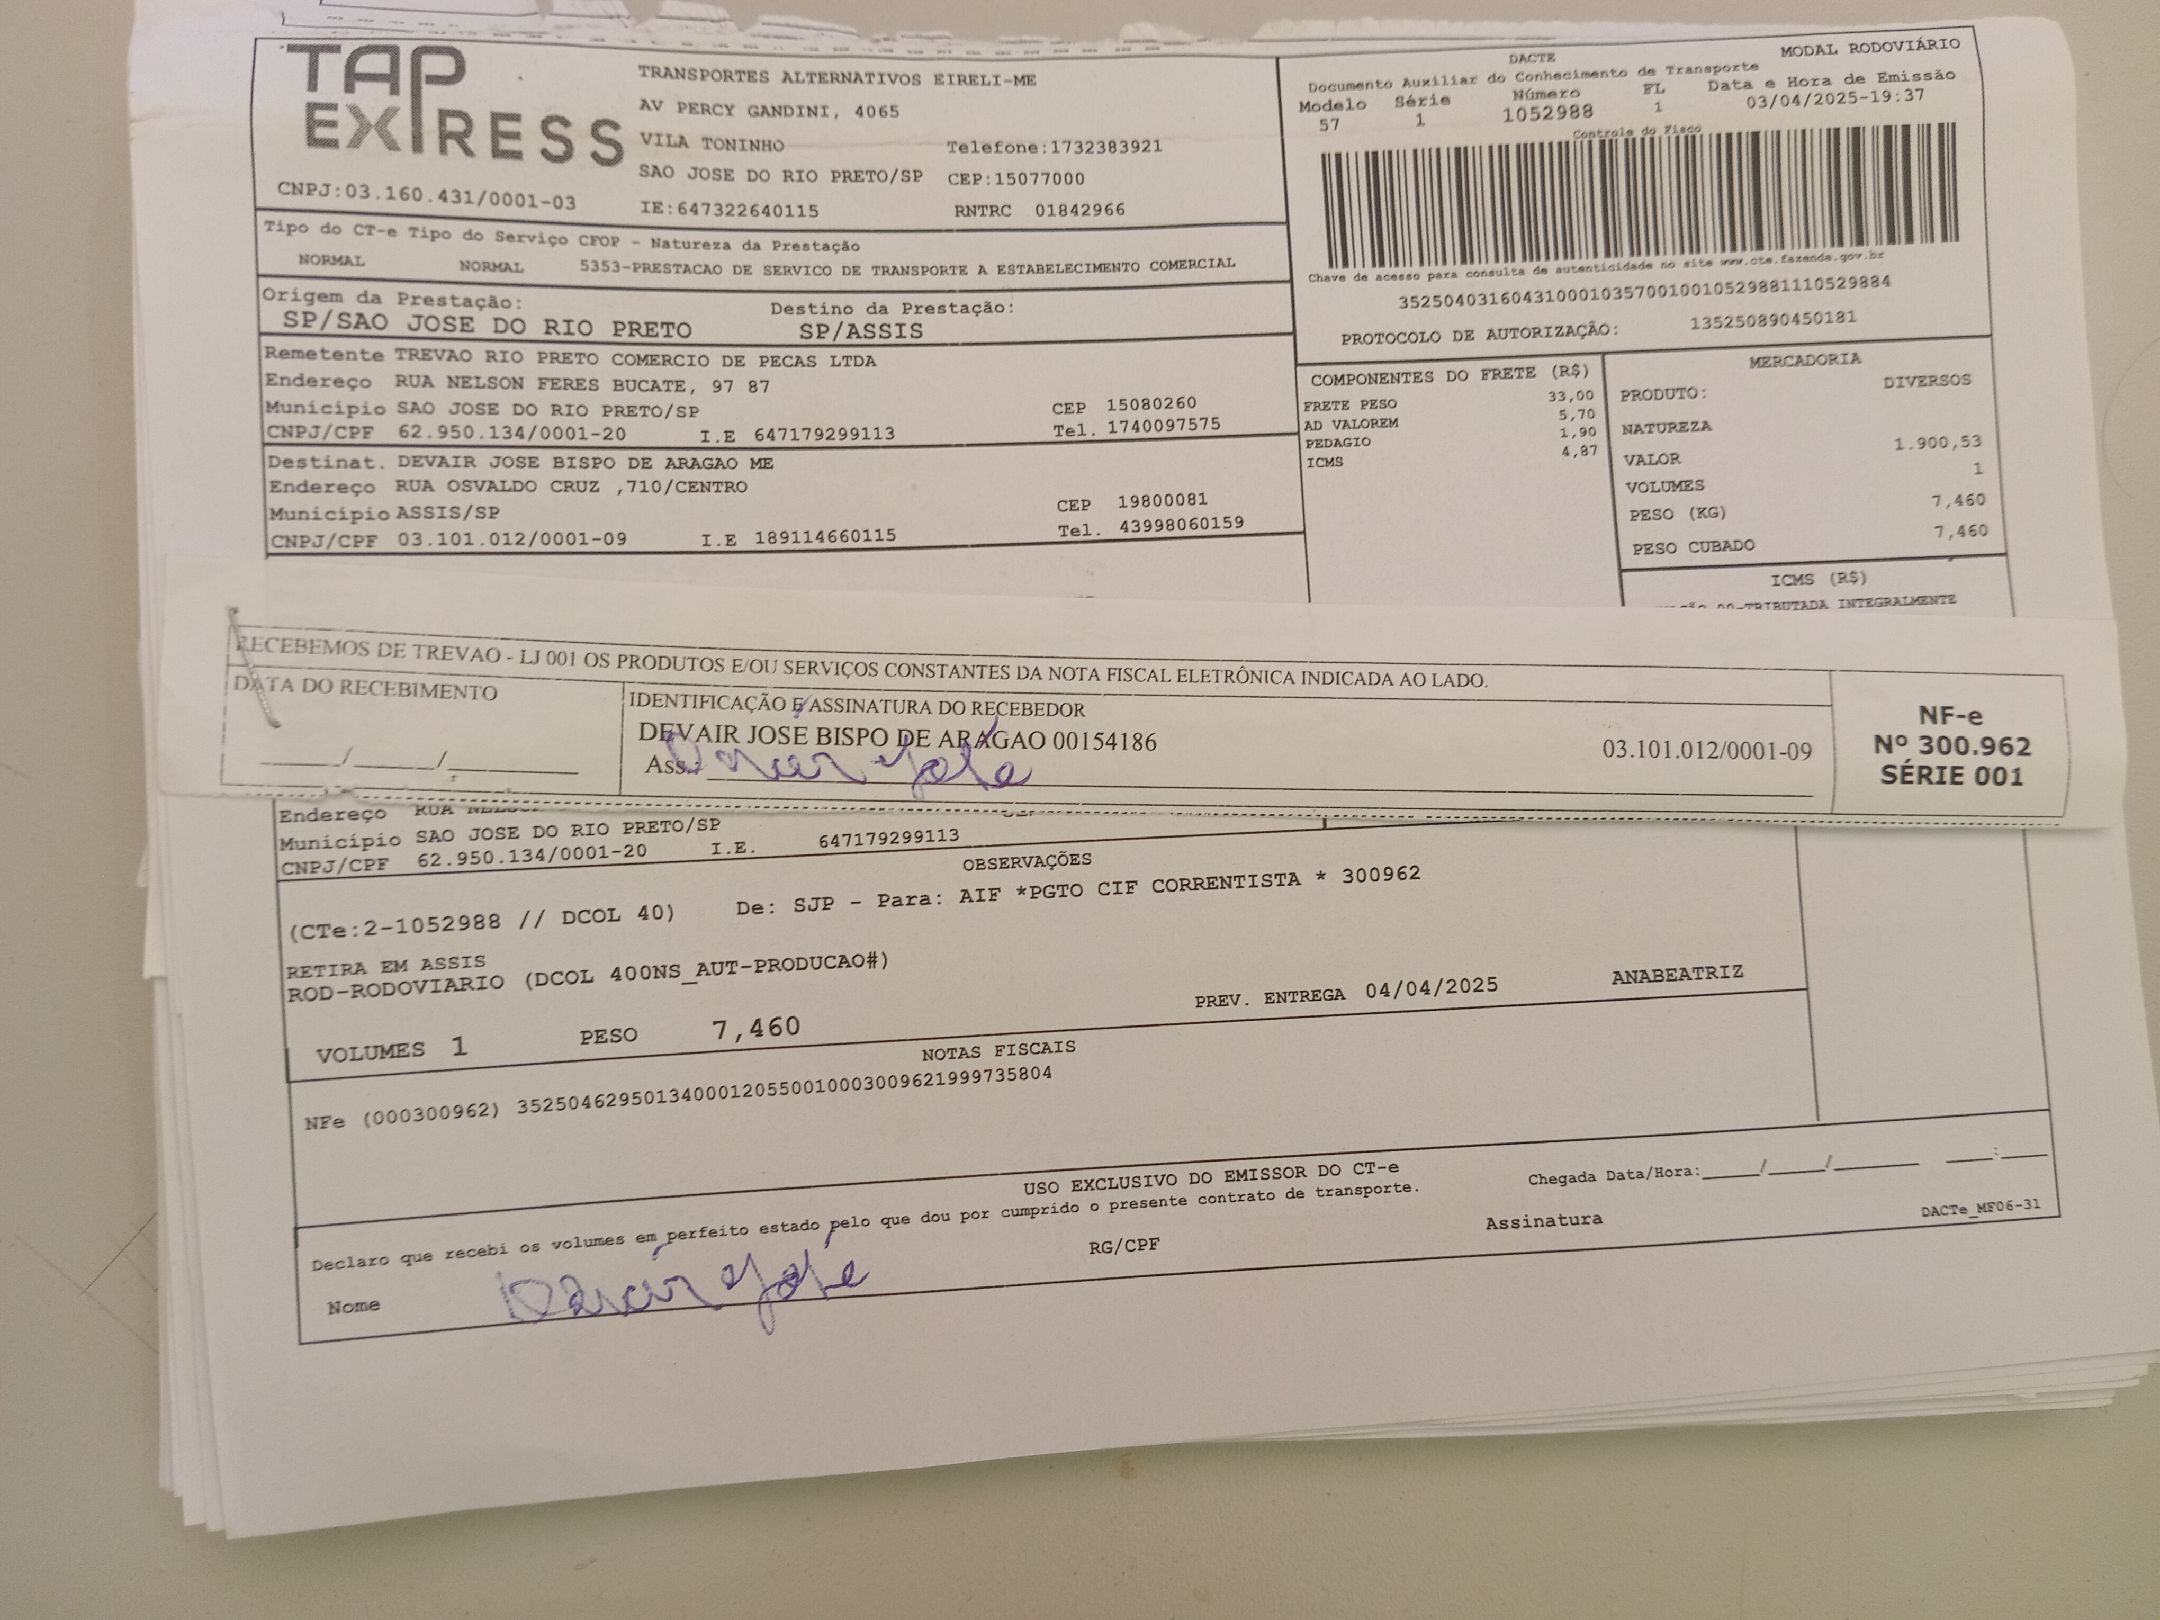 TAP EXPRESS
TRANSPORTES ALTERNATIVOS EIRELI-ME
AV PERCY GANDINI, 4065
VILA TONINHO Telefone:1732383921
SAO JOSE DO RIO PRETO/SP CEP:15077000
CNPJ:03.160.431/0001-03 IE:647322640115 RNTRC 01842966
DACTE MODAL RODOVIÁRIO
Documento Auxiliar do Conhecimento de Transporte
Modelo Série Número FL Data e Hora de Emissão
57 1 1052988 1 03/04/2025-19:37
Controle do Fisco
Chave de acesso para consulta de autenticidade no site www.cte.fazenda.gov.br
35250403160431000103570010010529881110529884
PROTOCOLO DE AUTORIZAÇÃO: 135250890450181
Tipo do CT-e Tipo do Serviço CFOP - Natureza da Prestação
NORMAL NORMAL 5353-PRESTACAO DE SERVICO DE TRANSPORTE A ESTABELECIMENTO COMERCIAL
Origem da Prestação: Destino da Prestação:
SP/SAO JOSE DO RIO PRETO SP/ASSIS
Remetente TREVAO RIO PRETO COMERCIO DE PECAS LTDA
Endereço RUA NELSON FERES BUCATE, 97 87
Município SAO JOSE DO RIO PRETO/SP CEP 15080260
CNPJ/CPF 62.950.134/0001-20 I.E 647179299113 Tel. 1740097575
Destinat. DEVAIR JOSE BISPO DE ARAGAO ME
Endereço RUA OSVALDO CRUZ ,710/CENTRO
Município ASSIS/SP CEP 19800081
CNPJ/CPF 03.101.012/0001-09 I.E 189114660115 Tel. 43998060159
COMPONENTES DO FRETE (R$)
FRETE PESO 33,00
AD VALOREM 5,70
PEDAGIO 1,90
ICMS 4,87
MERCADORIA
PRODUTO: DIVERSOS
NATUREZA
VALOR 1.900,53
VOLUMES 1
PESO (KG) 7,460
PESO CUBADO 7,460
ICMS (R$)
00-TRIBUTADA INTEGRALMENTE
RECEBEMOS DE TREVAO - LJ 001 OS PRODUTOS E/OU SERVIÇOS CONSTANTES DA NOTA FISCAL ELETRÔNICA INDICADA AO LADO.
DATA DO RECEBIMENTO
____/____/______
IDENTIFICAÇÃO E ASSINATURA DO RECEBEDOR
DEVAIR JOSÉ BISPO DE ARAGAO 00154186 03.101.012/0001-09
Ass.:
NF-e
Nº 300.962
SÉRIE 001
Endereço RUA
Município SAO JOSE DO RIO PRETO/SP
CNPJ/CPF 62.950.134/0001-20 I.E. 647179299113
OBSERVAÇÕES
(CTe:2-1052988 // DCOL 40) De: SJP - Para: AIF *PGTO CIF CORRENTISTA * 300962
RETIRA EM ASSIS
ROD-RODOVIARIO (DCOL 400NS_AUT-PRODUCAO#)
PREV. ENTREGA 04/04/2025 ANABEATRIZ
VOLUMES 1 PESO 7,460
NOTAS FISCAIS
NFe (000300962) 35250462950134000120550010003009621999735804
USO EXCLUSIVO DO EMISSOR DO CT-e
Declaro que recebi os volumes em perfeito estado pelo que dou por cumprido o presente contrato de transporte.
Chegada Data/Hora:____/____/______ ___:___
Nome RG/CPF Assinatura
DACTe_MF06-31